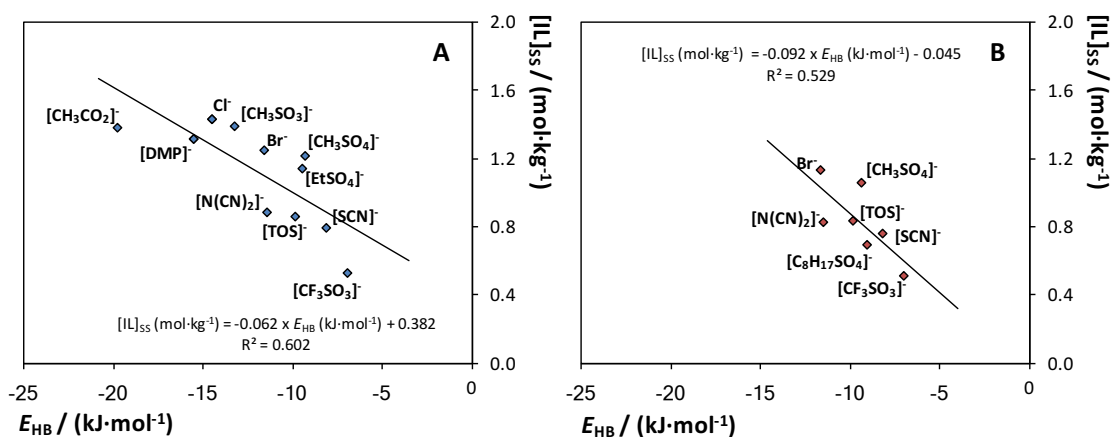 A
[IL]SS / (mol·kg⁻¹)
2.0
1.6
1.2
0.8
0.4
0.0
[CH₃CO₂]⁻
Cl⁻
[CH₃SO₃]⁻
[DMP]⁻
Br⁻
[CH₃SO₄]⁻
[EtSO₄]⁻
[N(CN)₂]⁻
[TOS]⁻
[SCN]⁻
[CF₃SO₃]⁻
[IL]SS (mol·kg⁻¹) = -0.062 x EHB (kJ·mol⁻¹) + 0.382
R² = 0.602
-25 -20 -15 -10 -5 0
EHB / (kJ·mol⁻¹)
B
[IL]SS / (mol·kg⁻¹)
[IL]SS (mol·kg⁻¹) = -0.092 x EHB (kJ·mol⁻¹) - 0.045
R² = 0.529
2.0
1.6
1.2
0.8
0.4
0.0
Br⁻
[CH₃SO₄]⁻
[N(CN)₂]⁻
[TOS]⁻
[SCN]⁻
[C₈H₁₇SO₄]⁻
[CF₃SO₃]⁻
-25 -20 -15 -10 -5 0
EHB / (kJ·mol⁻¹)